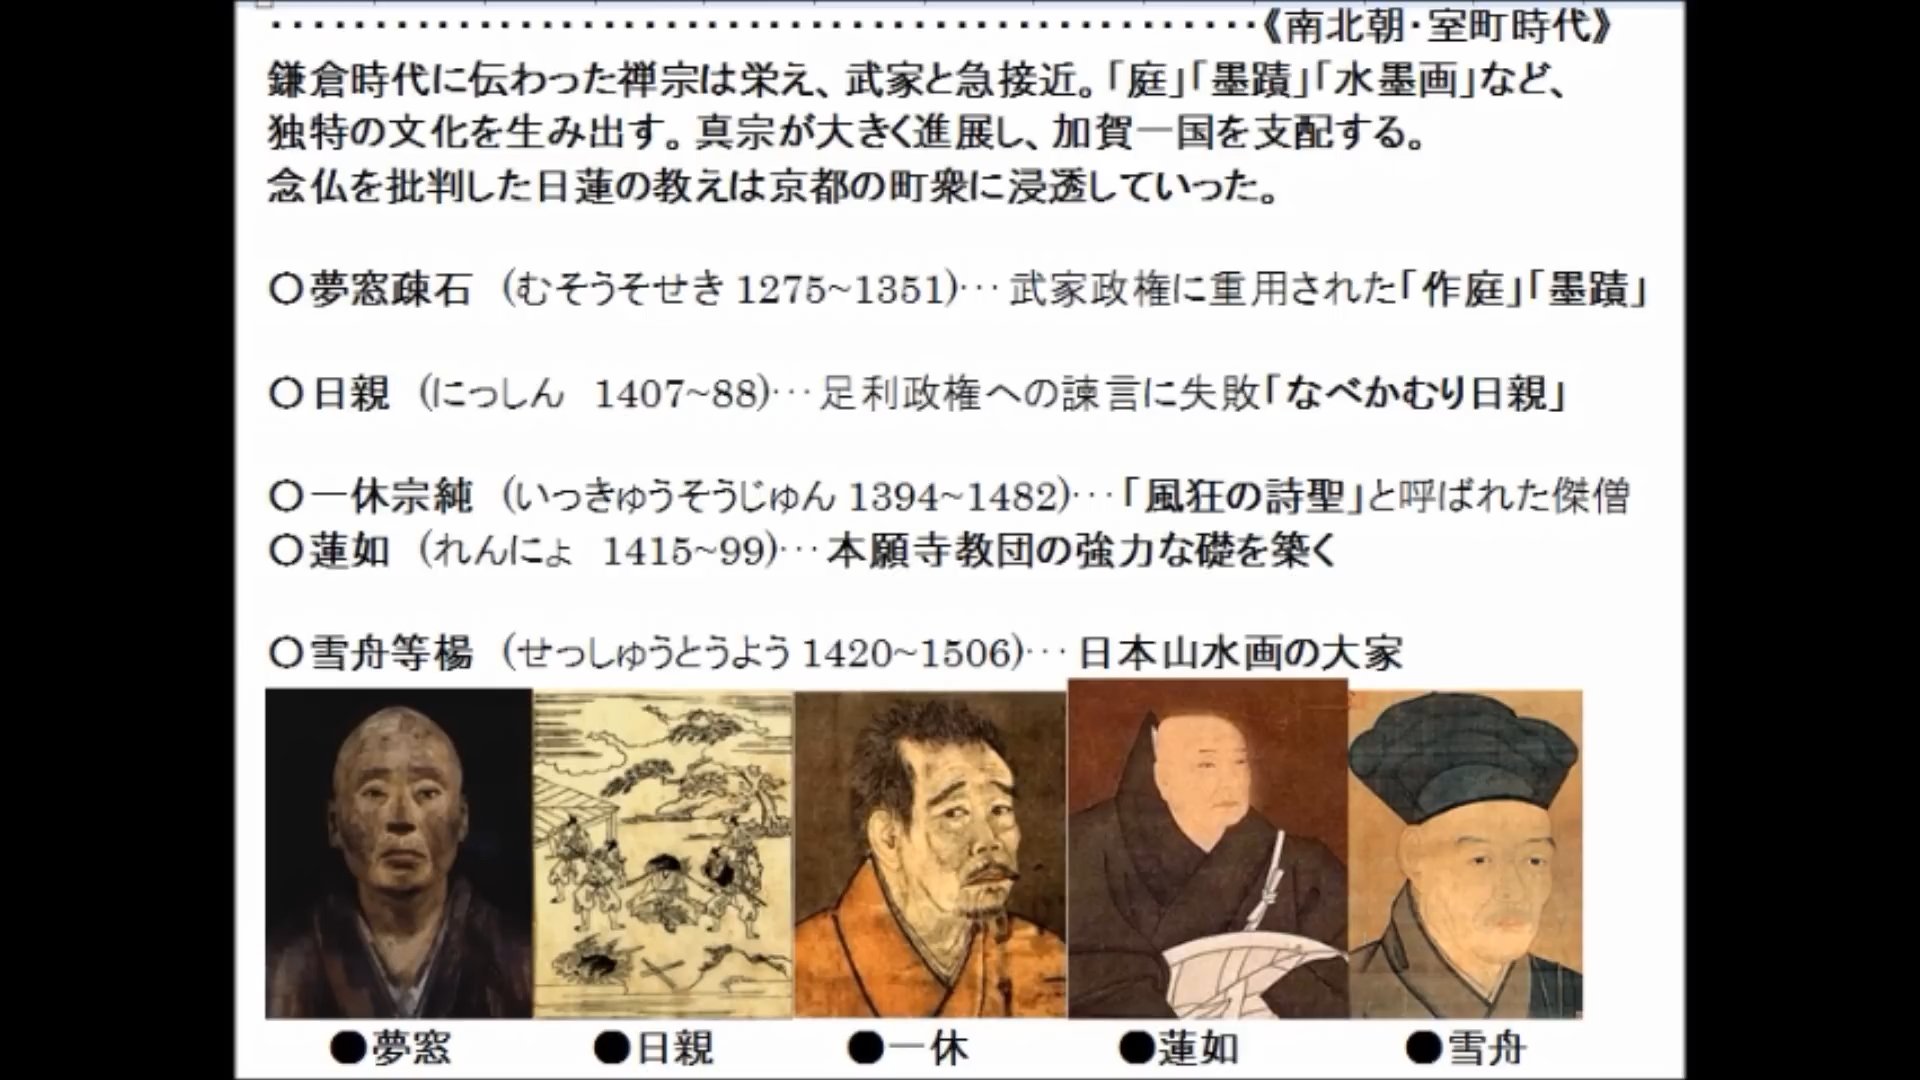 ・・・・・・・・・・・・・・・・・・・・・・・・・・・・・・・・・・・・・・・・・・・・・・・・・・・・《南北朝・室町時代》
鎌倉時代に伝わった禅宗は栄え、武家と急接近。「庭」「墨蹟」「水墨画」など、
独特の文化を生み出す。真宗が大きく進展し、加賀一国を支配する。
念仏を批判した日蓮の教えは京都の町衆に浸透していった。
〇夢窓疎石　(むそうそせき 1275~1351)… 武家政権に重用された「作庭」「墨蹟」
〇日親　(にっしん　1407~88)… 足利政権への諫言に失敗「なべかむり日親」
〇一休宗純　(いっきゅうそうじゅん 1394~1482)…「風狂の詩聖」と呼ばれた傑僧
〇蓮如　(れんにょ　1415~99)… 本願寺教団の強力な礎を築く
〇雪舟等楊　(せっしゅうとうよう 1420~1506)… 日本山水画の大家
●夢窓　●日親　●一休　●蓮如　●雪舟